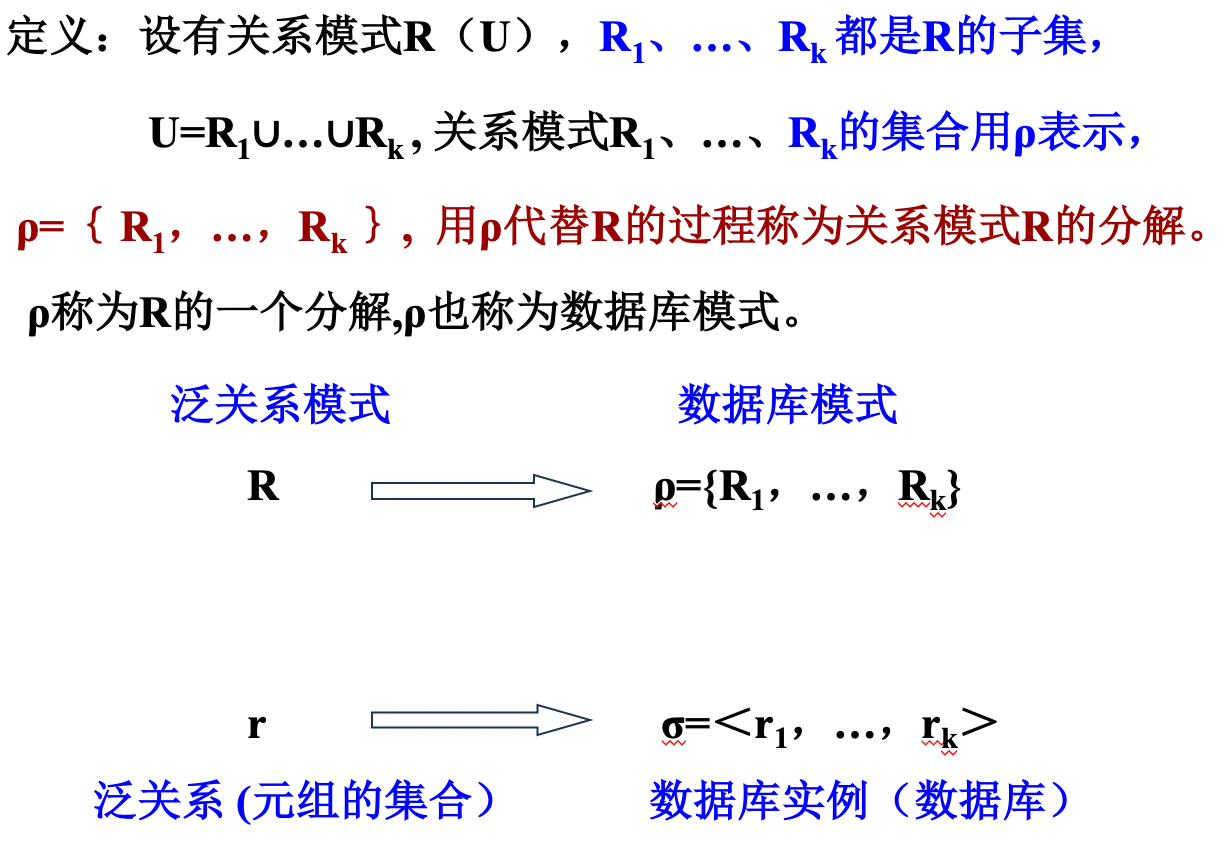 定义：设有关系模式R（U），R₁、…、Rₖ都是R的子集，
U=R₁∪…∪Rₖ , 关系模式R₁、…、Rₖ的集合用ρ表示，
ρ=｛ R₁，…，Rₖ ｝, 用ρ代替R的过程称为关系模式R的分解。
ρ称为R的一个分解,ρ也称为数据库模式。
泛关系模式 数据库模式
R ρ={R₁，…，Rₖ}
r σ=＜r₁，…，rₖ＞
泛关系 (元组的集合） 数据库实例（数据库）